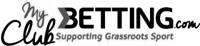 My
Club BETTING.com
Supporting Grassroots Sport